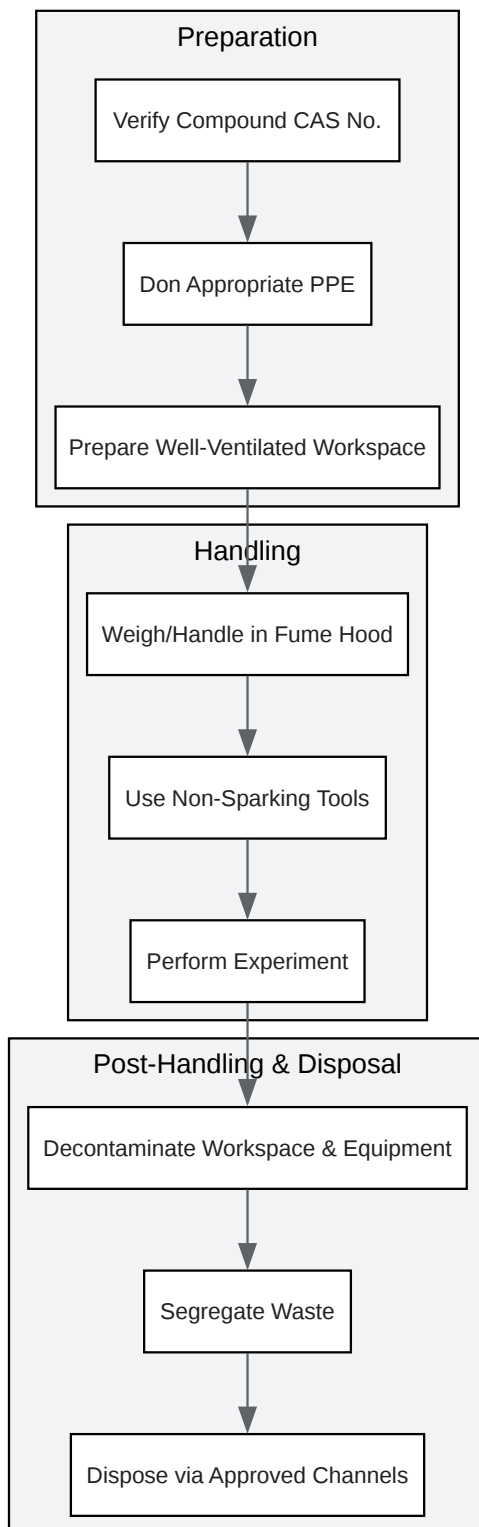 Preparation
Verify Compound CAS No.
Don Appropriate PPE
Prepare Well-Ventilated Workspace
Handling
Weigh/Handle in Fume Hood
Use Non-Sparking Tools
Perform Experiment
Post-Handling & Disposal
Decontaminate Workspace & Equipment
Segregate Waste
Dispose via Approved Channels